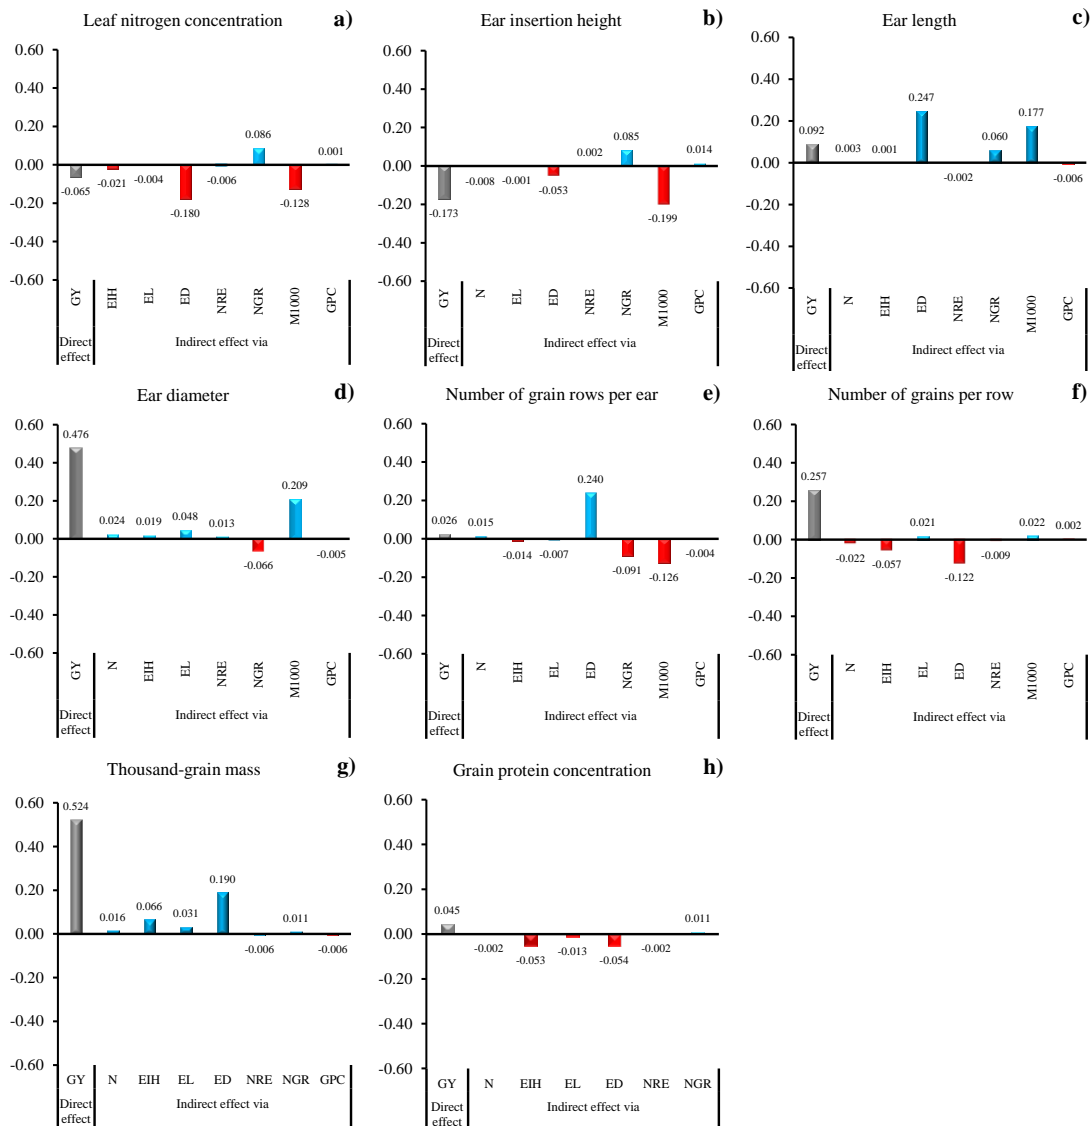 Leaf nitrogen concentration a)
0.60
0.40
0.20
0.00
-0.20
-0.40
-0.60
-0.065
-0.021
-0.004
-0.180
-0.006
0.086
-0.128
0.001
GY
EIH
EL
ED
NRE
NGR
M1000
GPC
Direct effect
Indirect effect via
Ear insertion height b)
0.60
0.40
0.20
0.00
-0.20
-0.40
-0.60
-0.173
-0.008
-0.001
-0.053
0.002
0.085
-0.199
0.014
GY
N
EL
ED
NRE
NGR
M1000
GPC
Direct effect
Indirect effect via
Ear length c)
0.60
0.40
0.20
0.00
-0.20
-0.40
-0.60
0.092
0.003
0.001
0.247
-0.002
0.060
0.177
-0.006
GY
N
EIH
ED
NRE
NGR
M1000
GPC
Direct effect
Indirect effect via
Ear diameter d)
0.60
0.40
0.20
0.00
-0.20
-0.40
-0.60
0.476
0.024
0.019
0.048
0.013
-0.066
0.209
-0.005
GY
N
EIH
EL
NRE
NGR
M1000
GPC
Direct effect
Indirect effect via
Number of grain rows per ear e)
0.60
0.40
0.20
0.00
-0.20
-0.40
-0.60
0.026
0.015
-0.014
-0.007
0.240
-0.091
-0.126
-0.004
GY
N
EIH
EL
ED
NGR
M1000
GPC
Direct effect
Indirect effect via
Number of grains per row f)
0.60
0.40
0.20
0.00
-0.20
-0.40
-0.60
0.257
-0.022
-0.057
0.021
-0.122
-0.009
0.022
0.002
GY
N
EIH
EL
ED
NRE
M1000
GPC
Direct effect
Indirect effect via
Thousand-grain mass g)
0.60
0.40
0.20
0.00
-0.20
-0.40
-0.60
0.524
0.016
0.066
0.031
0.190
-0.006
0.011
-0.006
GY
N
EIH
EL
ED
NRE
NGR
GPC
Direct effect
Indirect effect via
Grain protein concentration h)
0.60
0.40
0.20
0.00
-0.20
-0.40
-0.60
0.045
-0.002
-0.053
-0.013
-0.054
-0.002
0.011
GY
N
EIH
EL
ED
NRE
NGR
Direct effect
Indirect effect via